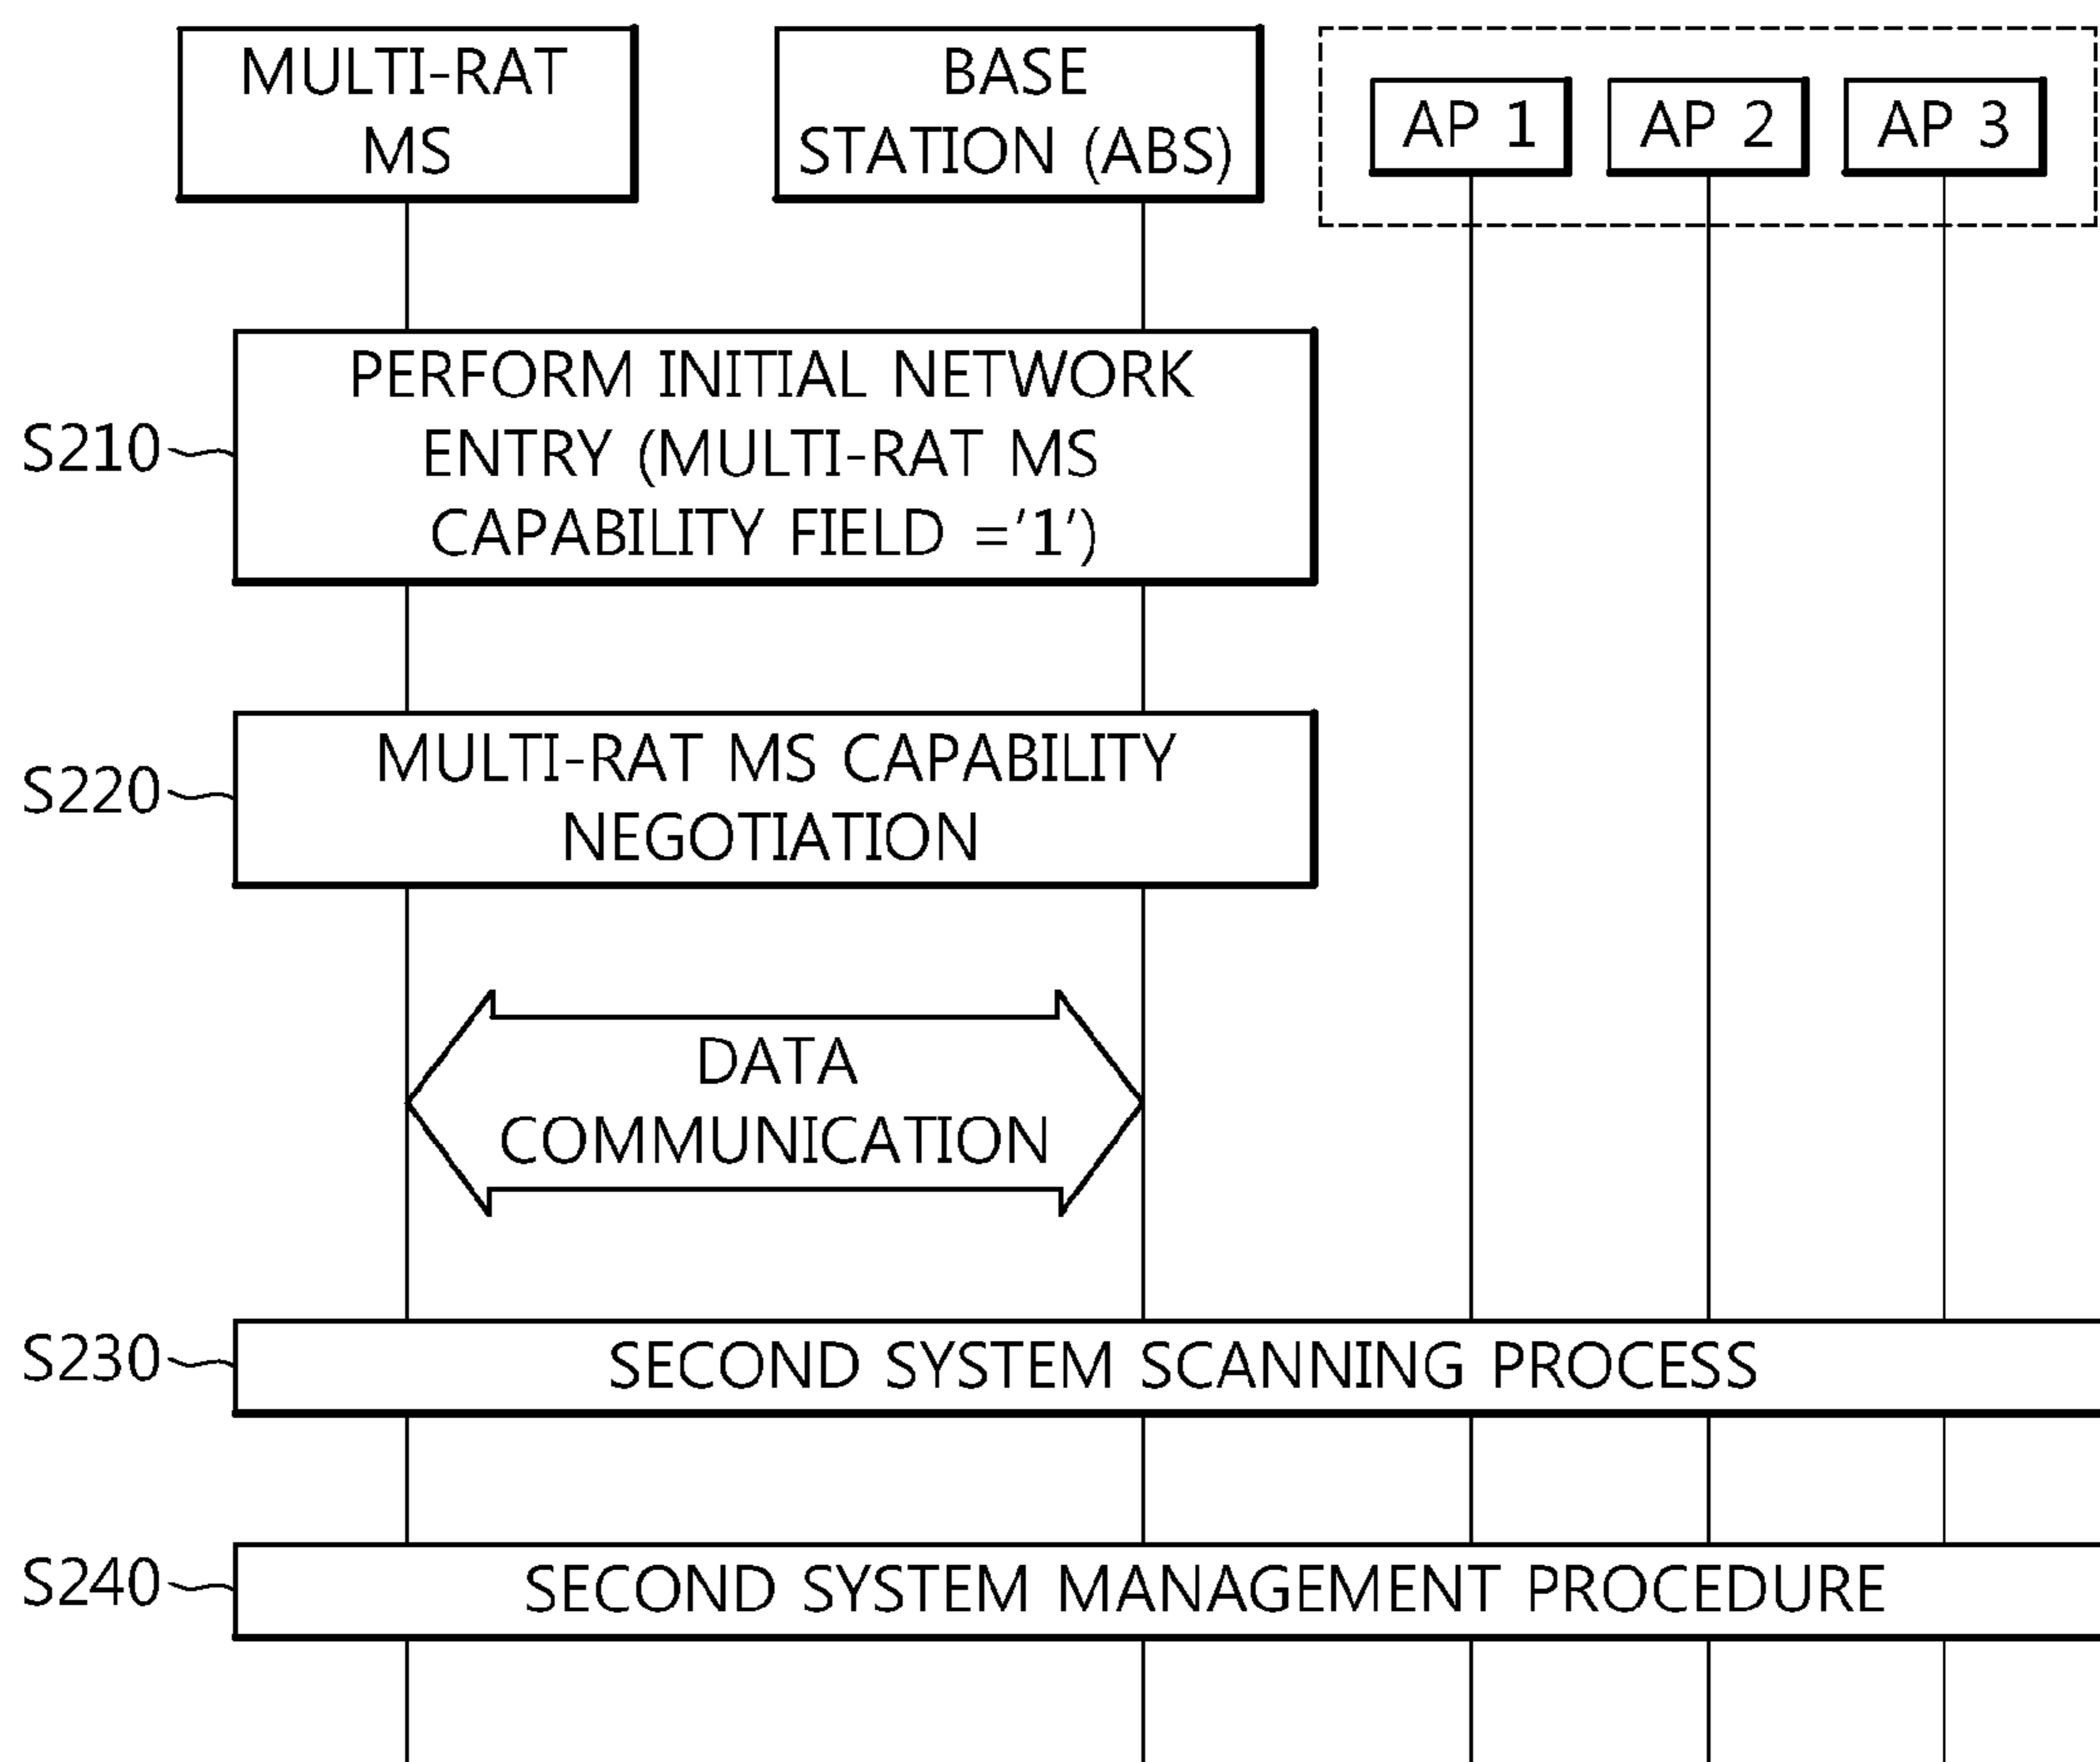 MULTI-RAT
MS
BASE
STATION (ABS)
AP 1
AP 2
AP 3
S210
PERFORM INITIAL NETWORK
ENTRY (MULTI-RAT MS
CAPABILITY FIELD ='1')
S220
MULTI-RAT MS CAPABILITY
NEGOTIATION
DATA
COMMUNICATION
S230
SECOND SYSTEM SCANNING PROCESS
S240
SECOND SYSTEM MANAGEMENT PROCEDURE